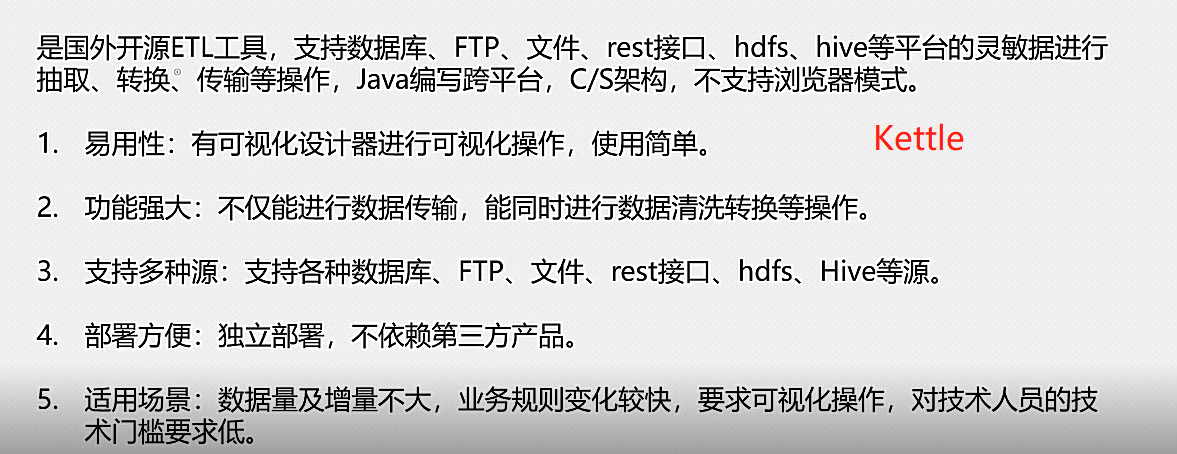 是国外开源ETL工具，支持数据库、FTP、文件、rest接口、hdfs、hive等平台的灵敏据进行
抽取、转换、传输等操作，Java编写跨平台，C/S架构，不支持浏览器模式。
1. 易用性：有可视化设计器进行可视化操作，使用简单。
Kettle
2. 功能强大：不仅能进行数据传输，能同时进行数据清洗转换等操作。
3. 支持多种源：支持各种数据库、FTP、文件、rest接口、hdfs、Hive等源。
4. 部署方便：独立部署，不依赖第三方产品。
5. 适用场景：数据量及增量不大，业务规则变化较快，要求可视化操作，对技术人员的技
术门槛要求低。